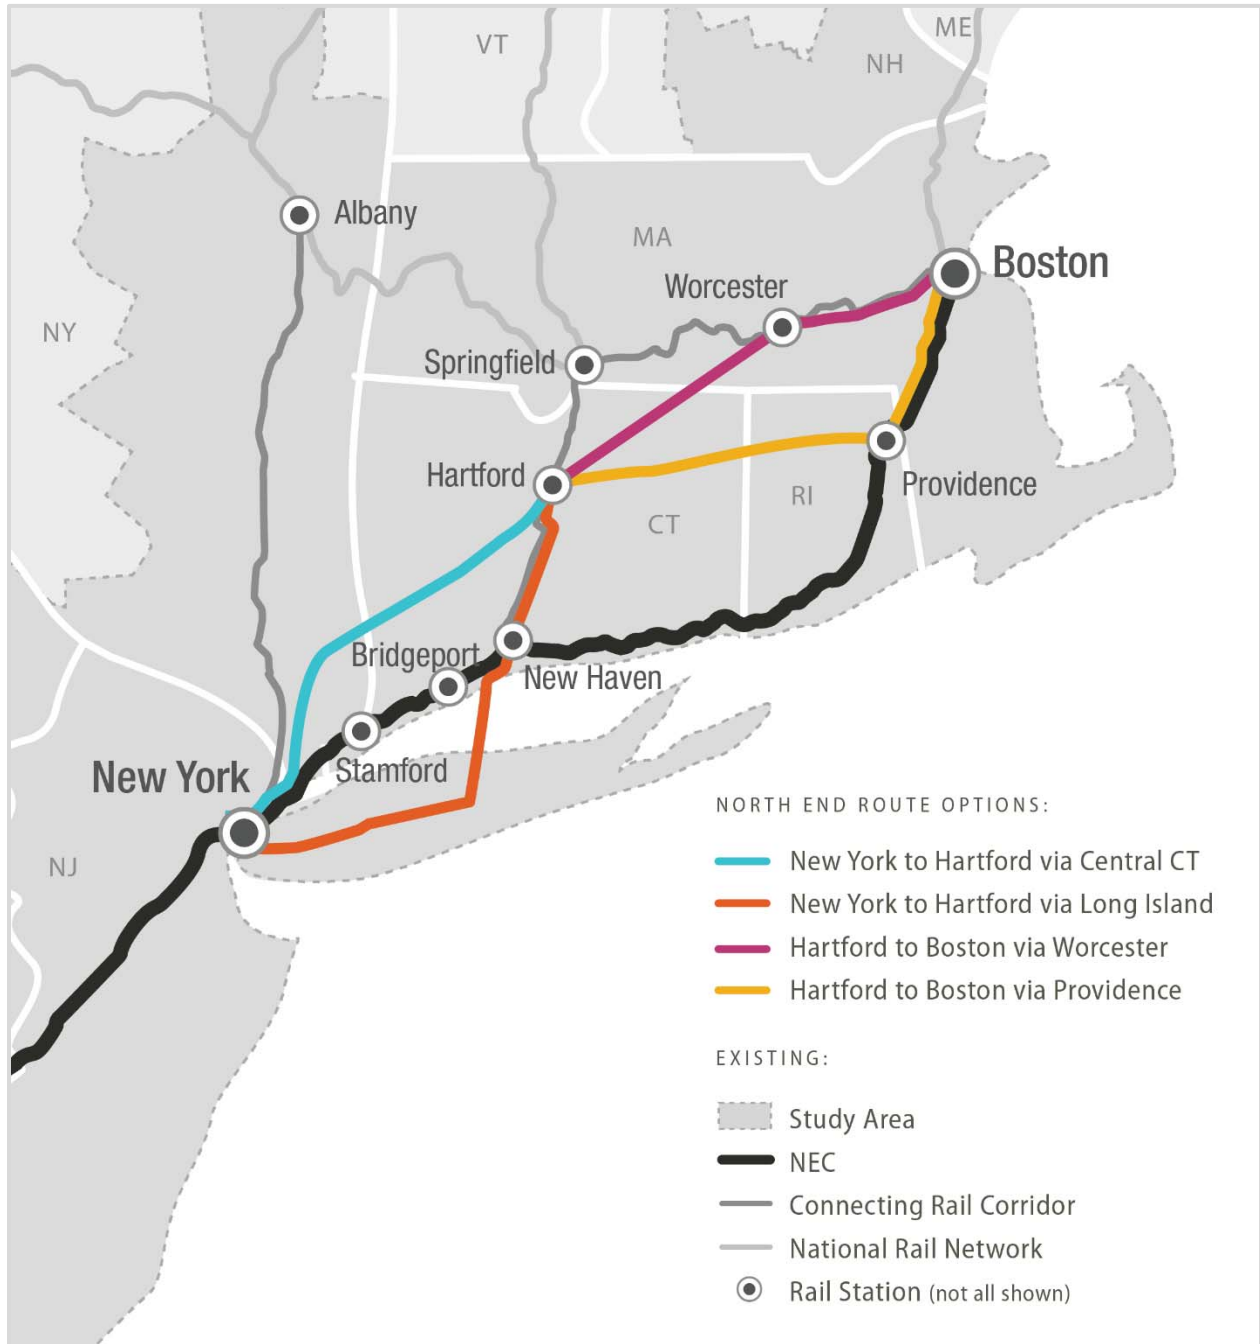 VT
ME
NH
Albany
MA
Boston
Worcester
NY
Springfield
Hartford
Providence
RI
CT
Bridgeport
New Haven
Stamford
New York
NJ
NORTH END ROUTE OPTIONS:
New York to Hartford via Central CT
New York to Hartford via Long Island
Hartford to Boston via Worcester
Hartford to Boston via Providence
EXISTING:
Study Area
NEC
Connecting Rail Corridor
National Rail Network
Rail Station (not all shown)